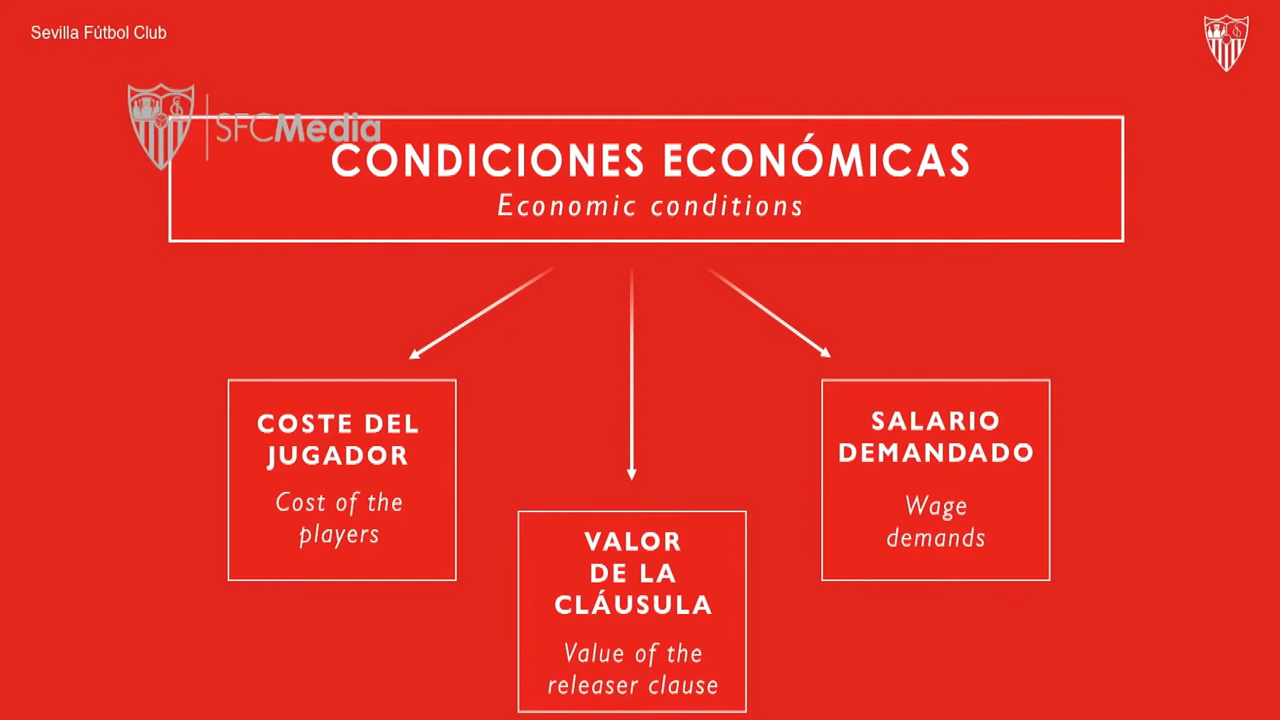 Sevilla Fútbol Club
SFCMedia
CONDICIONES ECONÓMICAS
Economic conditions
COSTE DEL
JUGADOR
Cost of the
players
VALOR
DE LA
CLÁUSULA
Value of the
releaser clause
SALARIO
DEMANDADO
Wage
demands